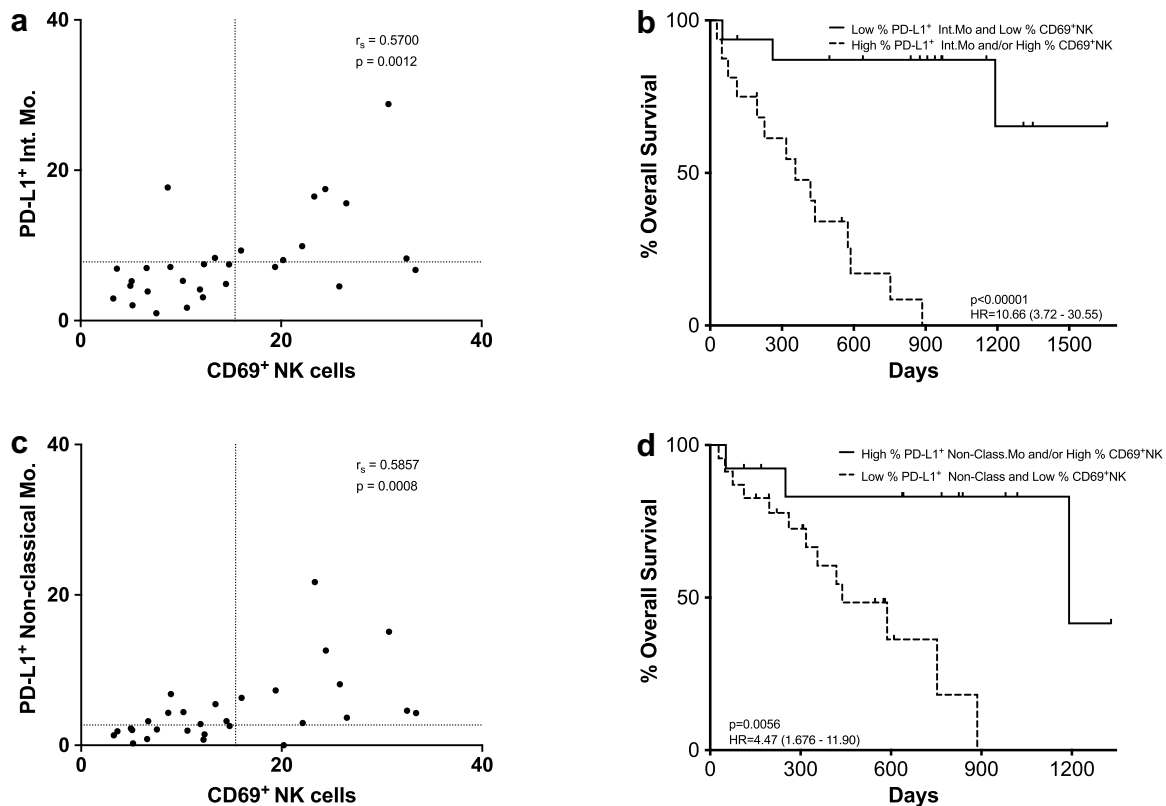 a
40
20
0
0
20
40
PD-L1+ Int. Mo.
CD69+ NK cells
rs = 0.5700
p = 0.0012
b
100
50
0
0
300
600
900
1200
1500
% Overall Survival
Days
Low % PD-L1+ Int.Mo and Low % CD69+NK
High % PD-L1+ Int.Mo and/or High % CD69+NK
p<0.00001
HR=10.66 (3.72 - 30.55)
c
40
20
0
0
20
40
PD-L1+ Non-classical Mo.
CD69+ NK cells
rs = 0.5857
p = 0.0008
d
100
50
0
0
300
600
900
1200
% Overall Survival
Days
High % PD-L1+ Non-Class.Mo and/or High % CD69+NK
Low % PD-L1+ Non-Class and Low % CD69+NK
p=0.0056
HR=4.47 (1.676 - 11.90)